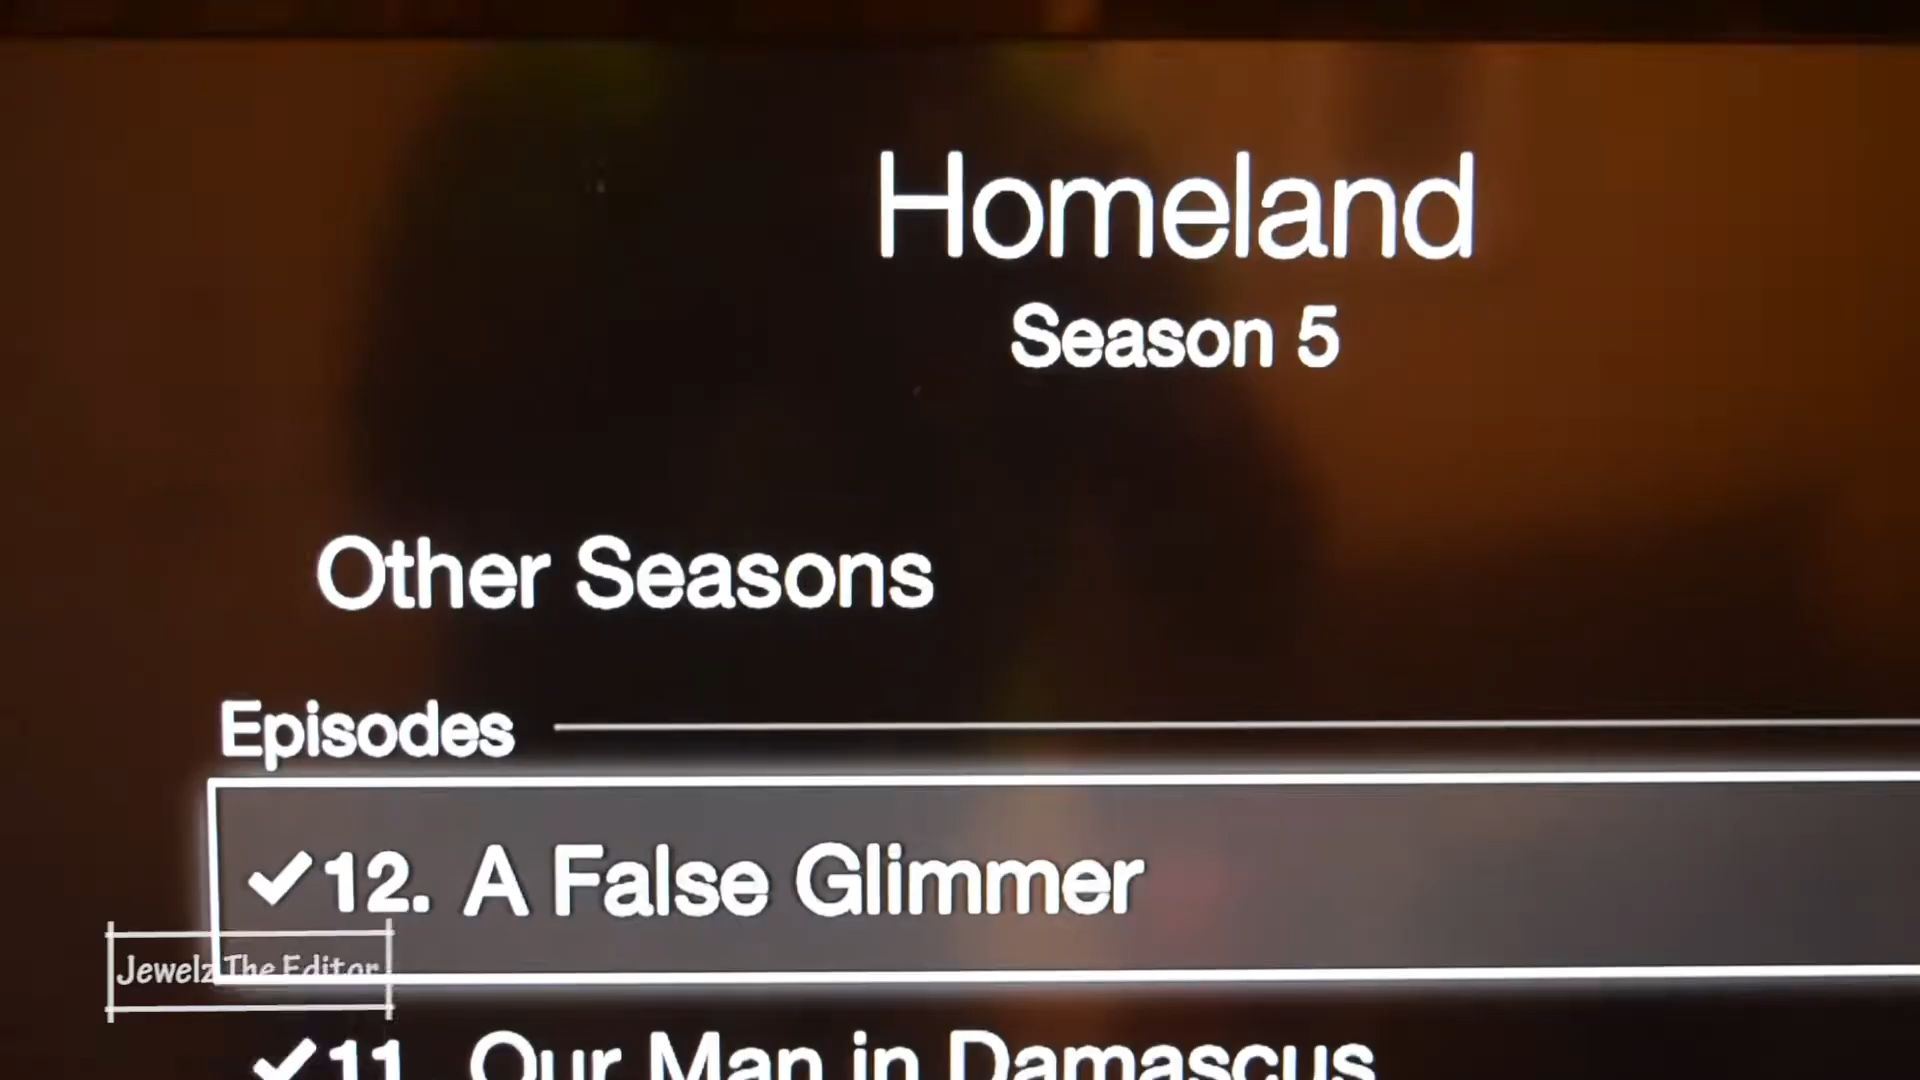 Homeland
Season 5
Other Seasons
Episodes
✓12. A False Glimmer
Jewelz The Editor
✓11. Our Man in Damascus